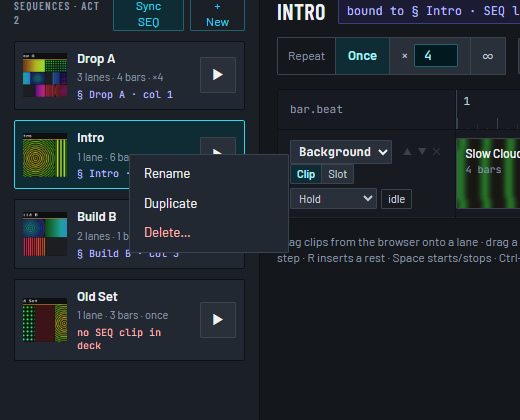 SEQUENCES · ACT 2
Sync SEQ
+ New
Drop A
3 lanes · 4 bars · ×4
§ Drop A · col 1
Intro
1 lane · 6 ba
§ Intro ·
Build B
2 lanes · 1 b
§ Build B · col 3
Old Set
1 lane · 3 bars · once
no SEQ clip in deck
Rename
Duplicate
Delete...
INTRO
bound to § Intro · SEQ l
Repeat
Once
× 4
∞
bar.beat
1
Background
Clip
Slot
Hold
idle
Slow Clouc
4 bars
ag clips from the browser onto a lane · drag a
step · R inserts a rest · Space starts/stops · Ctrl-